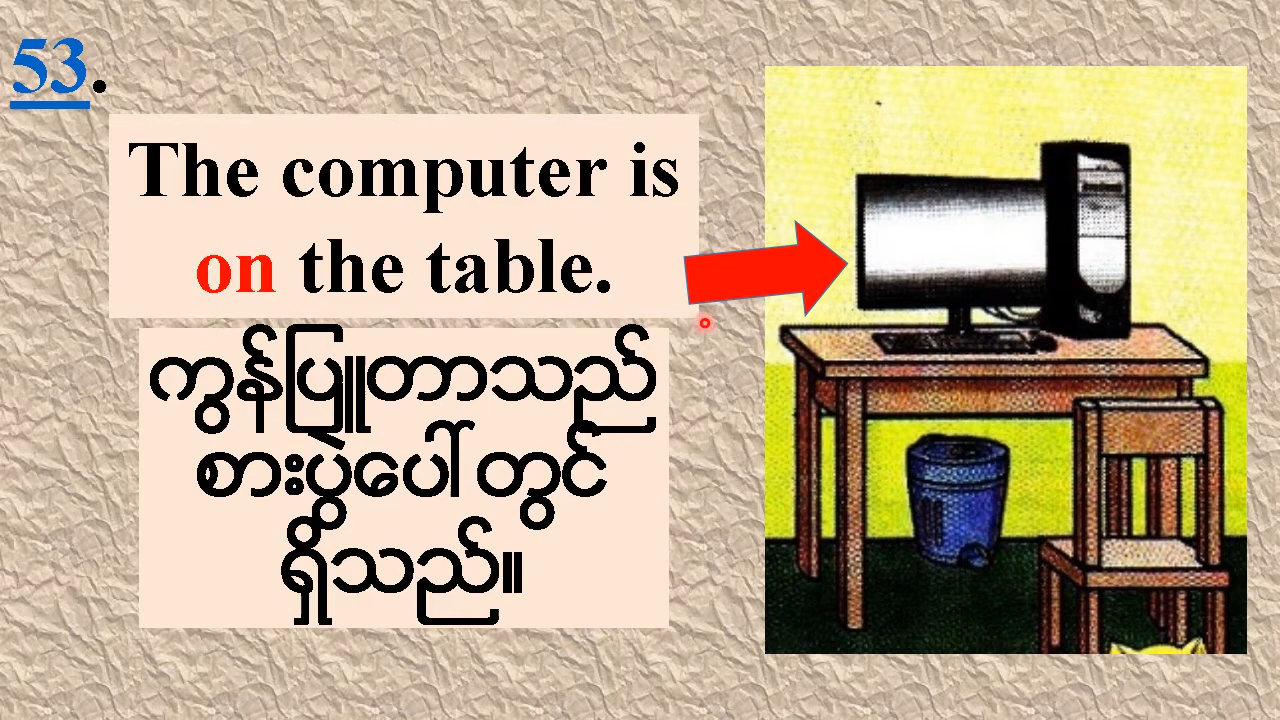 53.
The computer is
on the table.
ကွန်ပြူတာသည်
စားပွဲပေါ်တွင်
ရှိသည်။